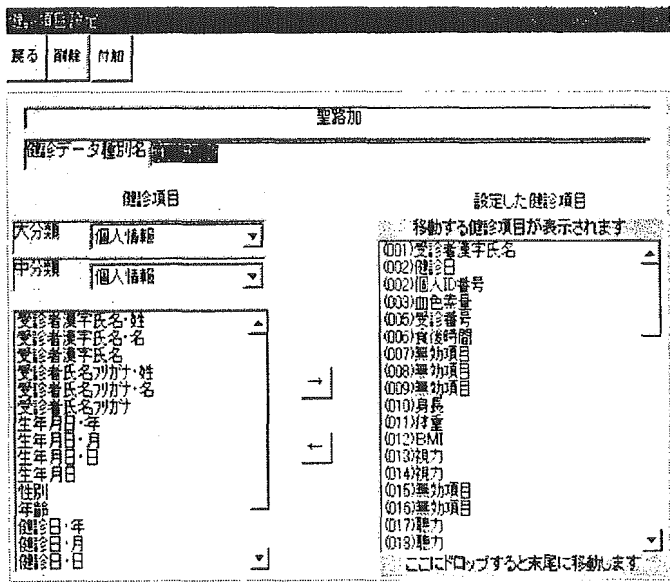 健診項目設定
戻る 削除 付加
聖路加
健診データ種別名
健診項目
大分類 個人情報
中分類 個人情報
受診者漢字氏名・姓
受診者漢字氏名・名
受診者漢字氏名
受診者氏名フリガナ・姓
受診者氏名フリガナ・名
受診者氏名フリガナ
生年月日・年
生年月日・月
生年月日・日
生年月日
性別
年齢
健診日・年
健診日・月
健診日・日
→
←
設定した健診項目
移動する健診項目が表示されます
(001)受診者漢字氏名
(002)健診日
(002)個人ID番号
(003)血色素量
(005)受診番号
(006)食後時間
(007)無効項目
(008)無効項目
(009)無効項目
(010)身長
(011)体重
(012)BMI
(013)視力
(014)視力
(015)無効項目
(016)無効項目
(017)聴力
(018)聴力
ここにドロップすると末尾に移動します